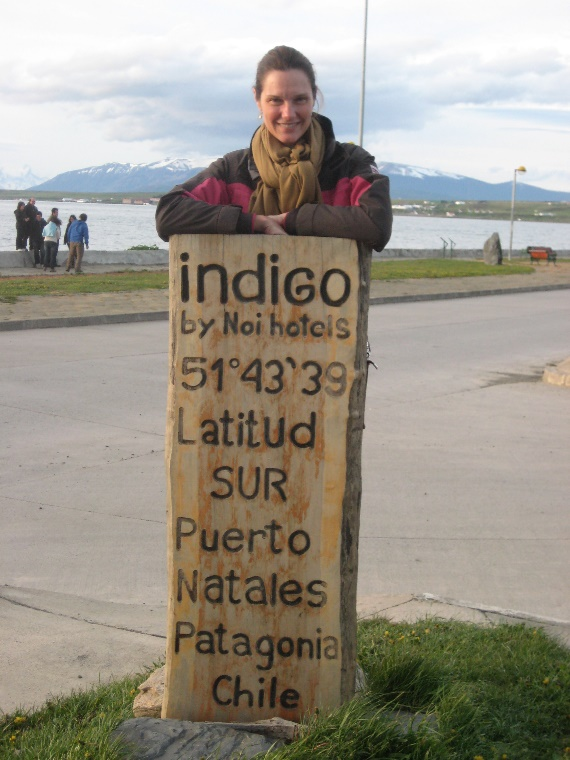 indigo
by Noi hotels
51°43'39
Latitud
SUR
Puerto
Natales
Patagonia
Chile